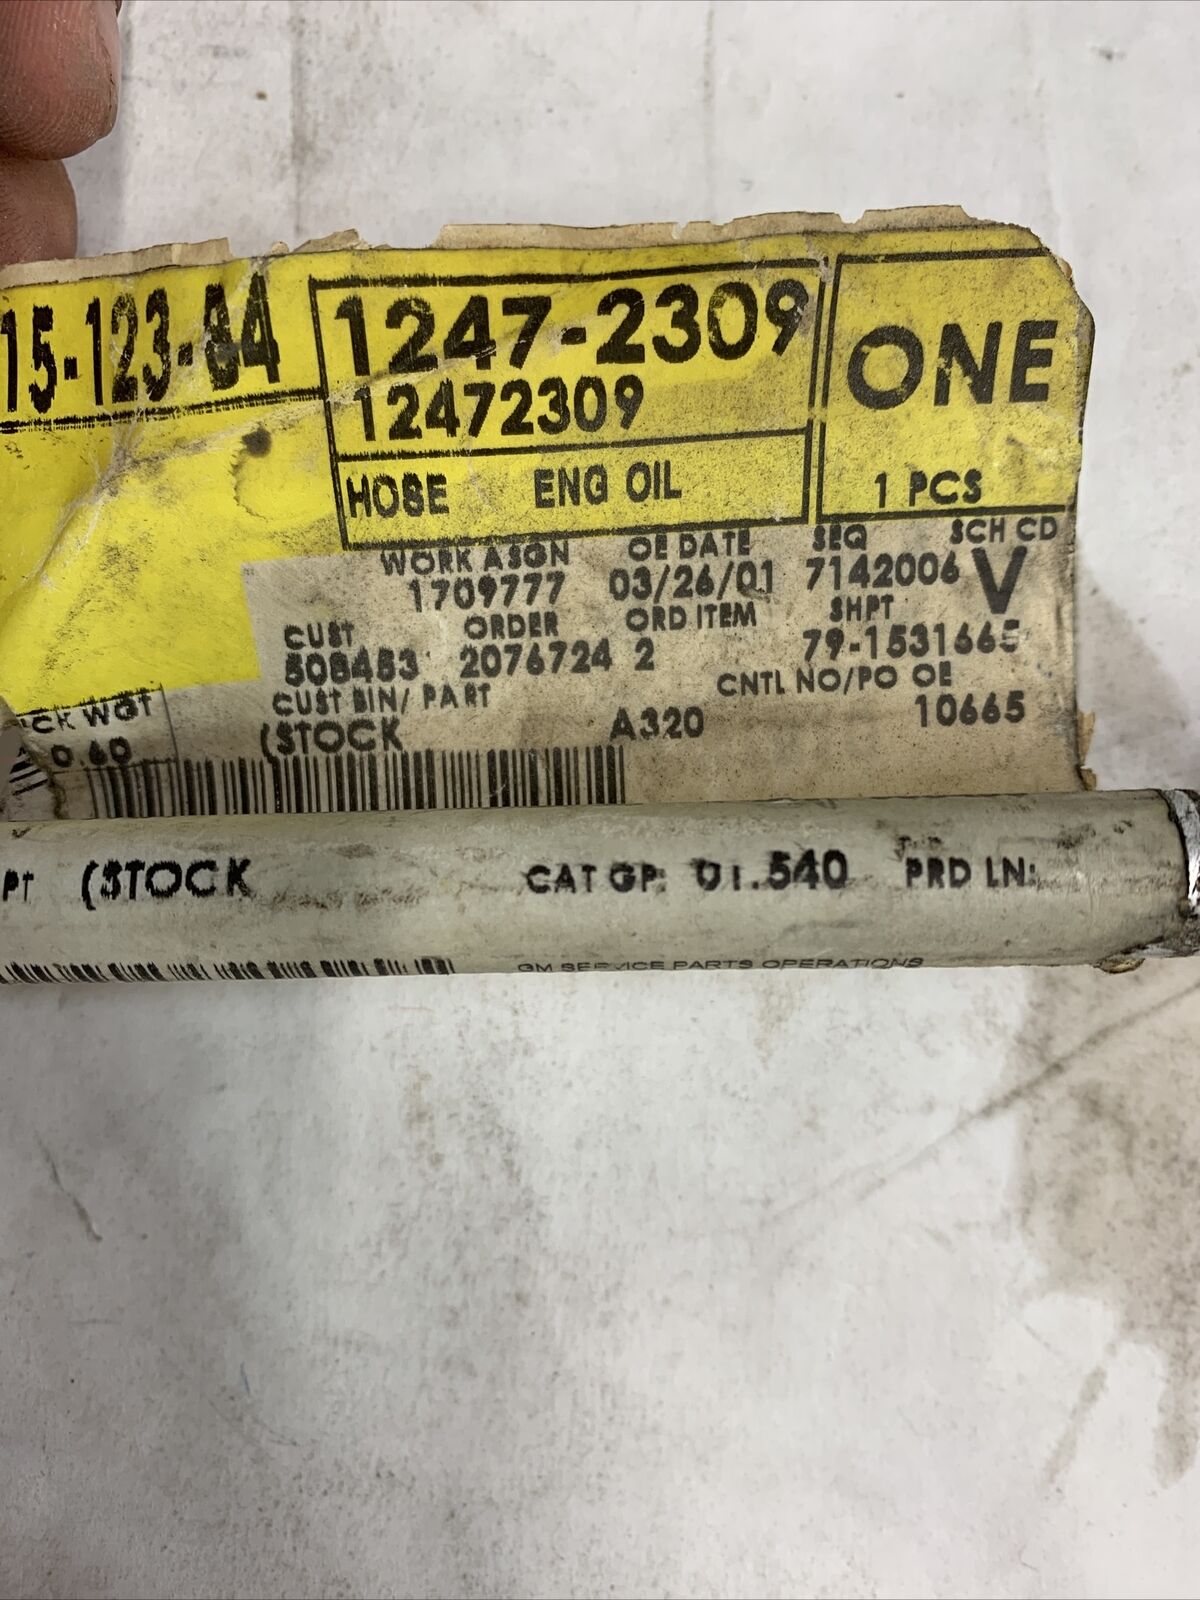 15-123-84
1247-2309
12472309
ONE
HOSE ENG OIL
1 PCS
WORK ASGN OE DATE SEQ SCH CD
1709777 03/26/01 7142006 V
CUST ORDER ORD ITEM SHPT
508483 2076724 2 79-1531665
CUST BIN/ PART CNTL NO/PO OE
(STOCK A320 10665
CK WGT
0.60
PT (STOCK CAT GP: 01.540 PRD LN:
GM SERVICE PARTS OPERATIONS